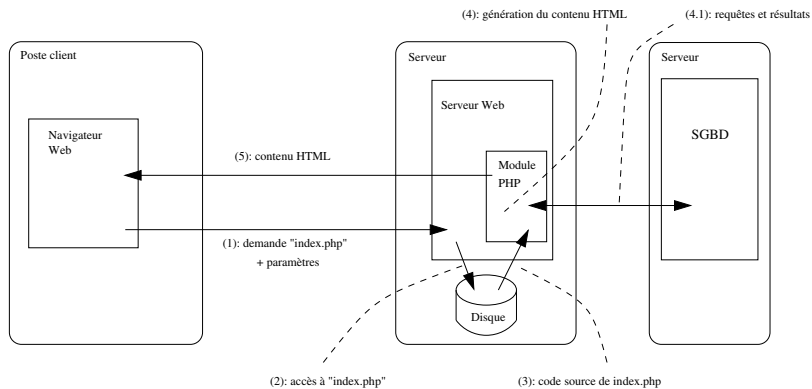 (4): génération du contenu HTML
(4.1): requêtes et résultats
Poste client
Serveur
Serveur
Serveur Web
Navigateur
Web
SGBD
(5): contenu HTML
Module
PHP
(1): demande "index.php"
+ paramètres
Disque
(2): accès à "index.php"
(3): code source de index.php